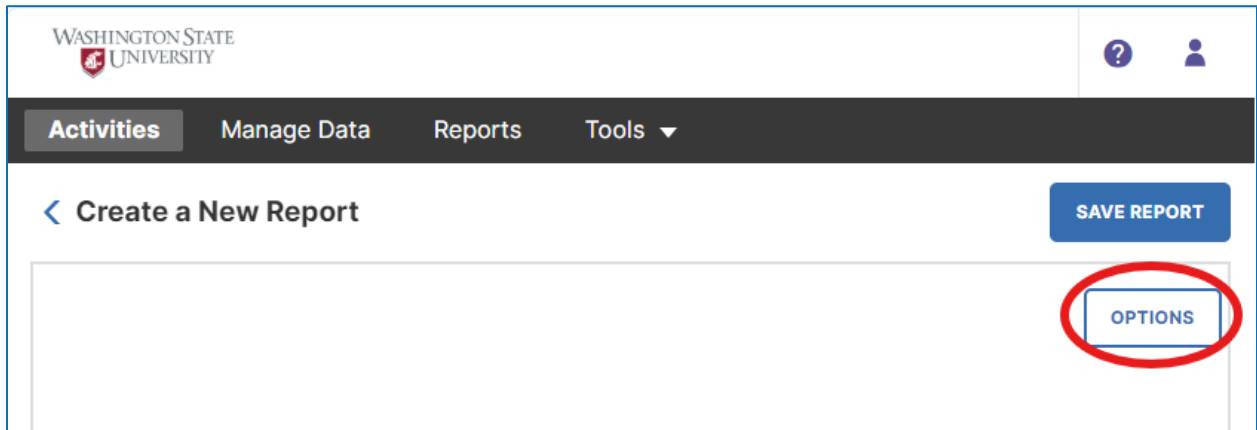 WASHINGTON STATE
UNIVERSITY
?
Activities Manage Data Reports Tools
Create a New Report
SAVE REPORT
OPTIONS